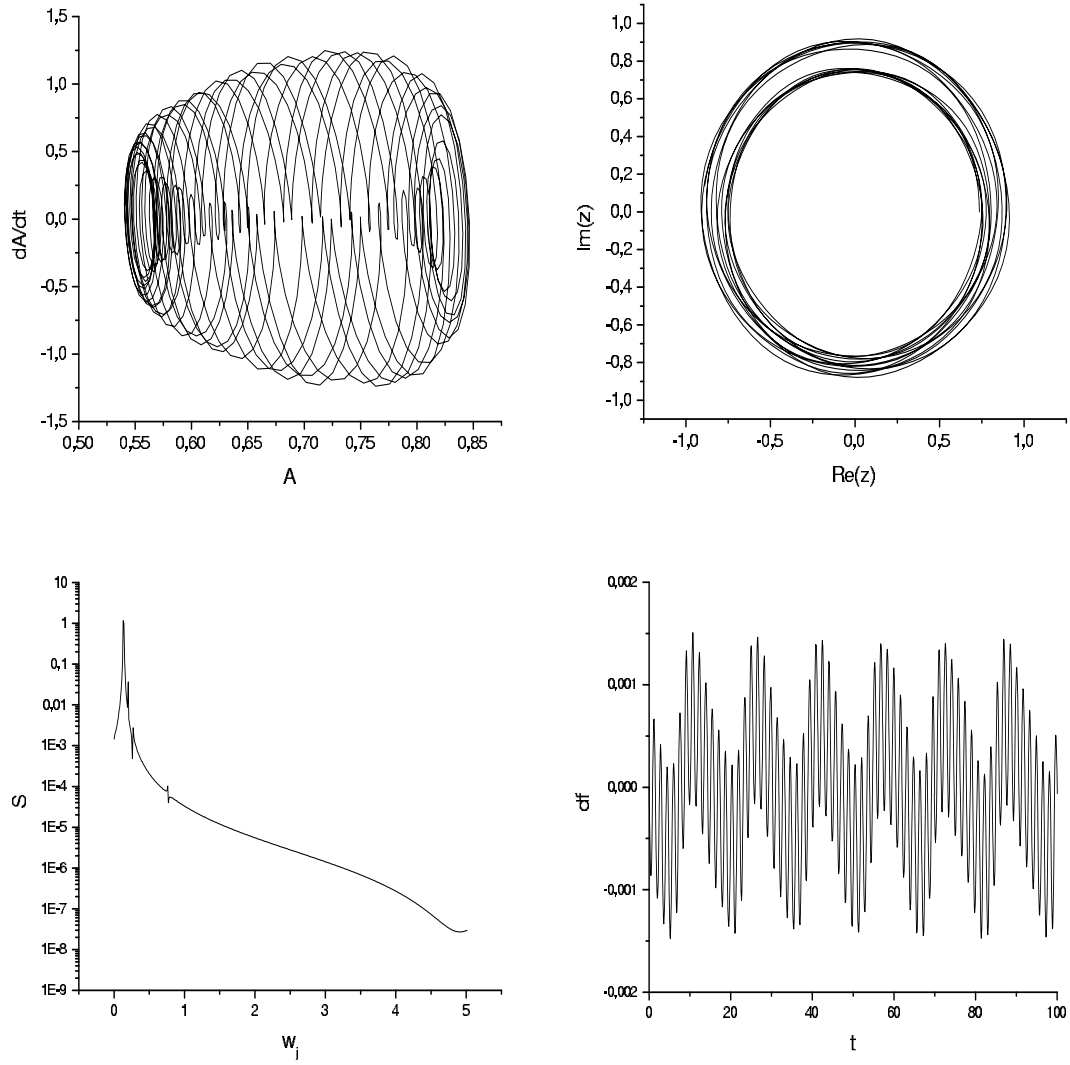 1,5
1,0
0,5
0,0
-0,5
-1,0
-1,5
dA/dt
0,50 0,55 0,60 0,65 0,70 0,75 0,80 0,85
A
1,0
0,8
0,6
0,4
0,2
0,0
-0,2
-0,4
-0,6
-0,8
-1,0
Im(z)
-1,0 -0,5 0,0 0,5 1,0
Re(z)
10
1
0,1
0,01
1E-3
1E-4
1E-5
1E-6
1E-7
1E-8
1E-9
S
0 1 2 3 4 5
w_j
0,002
0,001
0,000
-0,001
-0,002
df
0 20 40 60 80 100
t